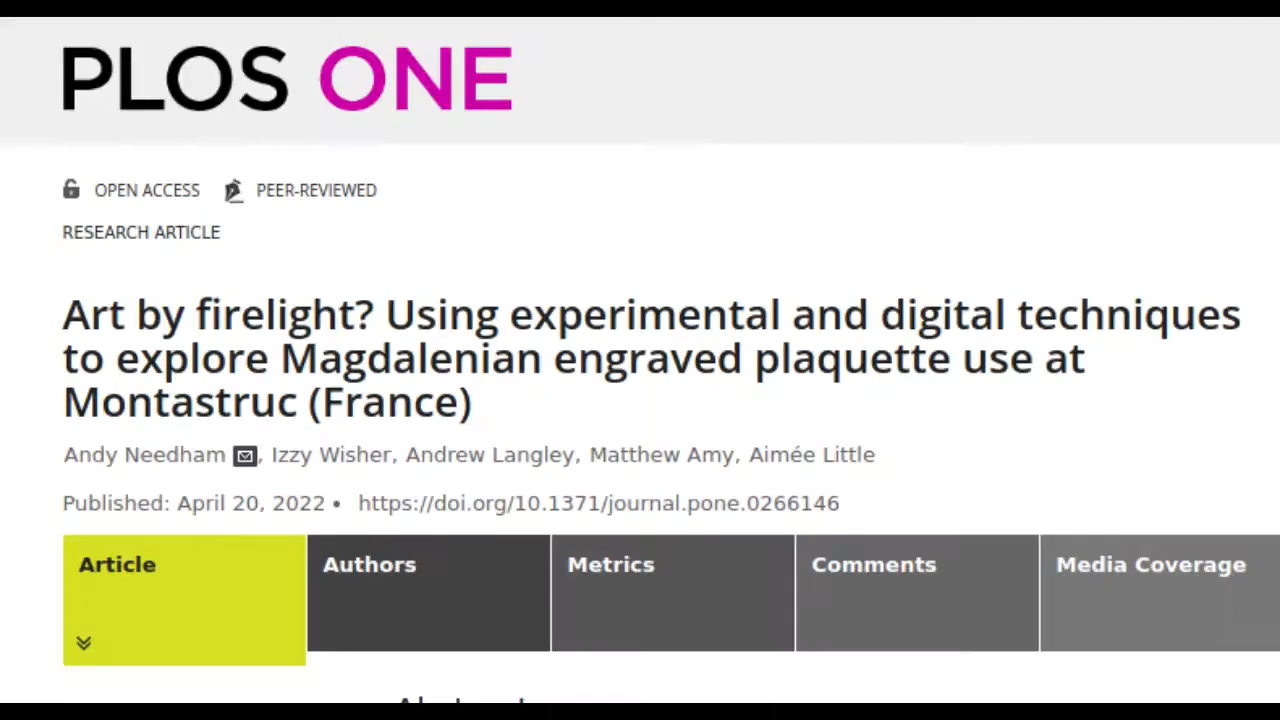 PLOS ONE
OPEN ACCESS PEER-REVIEWED
RESEARCH ARTICLE
Art by firelight? Using experimental and digital techniques
to explore Magdalenian engraved plaquette use at
Montastruc (France)
Andy Needham , Izzy Wisher, Andrew Langley, Matthew Amy, Aimée Little
Published: April 20, 2022 • https://doi.org/10.1371/journal.pone.0266146
Article Authors Metrics Comments Media Coverage